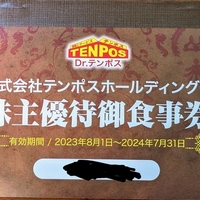 TENPOS
Dr.テンポス
式会社テンポスホールディング
株主優待御食事券
有効期間 / 2023年8月1日~2024年7月31日